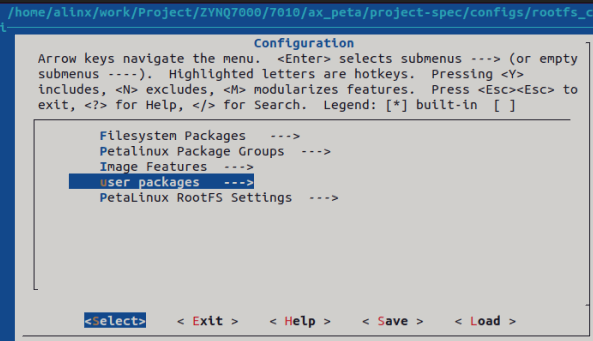 /home/alinx/work/Project/ZYNQ7000/7010/ax_peta/project-spec/configs/rootfs_c
i
Configuration
Arrow keys navigate the menu.  <Enter> selects submenus ---> (or empty
submenus ----).  Highlighted letters are hotkeys.  Pressing <Y>
includes, <N> excludes, <M> modularizes features.  Press <Esc><Esc> to
exit, <?> for Help, </> for Search.  Legend: [*] built-in  [ ]
Filesystem Packages  --->
Petalinux Package Groups  --->
Image Features  --->
user packages  --->
PetaLinux RootFS Settings  --->
<Select>    < Exit >    < Help >    < Save >    < Load >